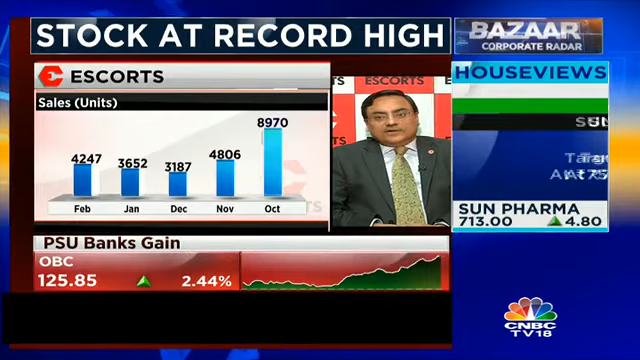 STOCK AT RECORD HIGH
BAZAAR
CORPORATE RADAR
ESCORTS
Sales (Units)
4247
3652
3187
4806
8970
Feb
Jan
Dec
Nov
Oct
ESCORTS
ES
RTS
HOUSEVIEWS
SUN PHARMA
713.00
4.80
PSU Banks Gain
OBC
125.85
2.44%
CNBC
TV18